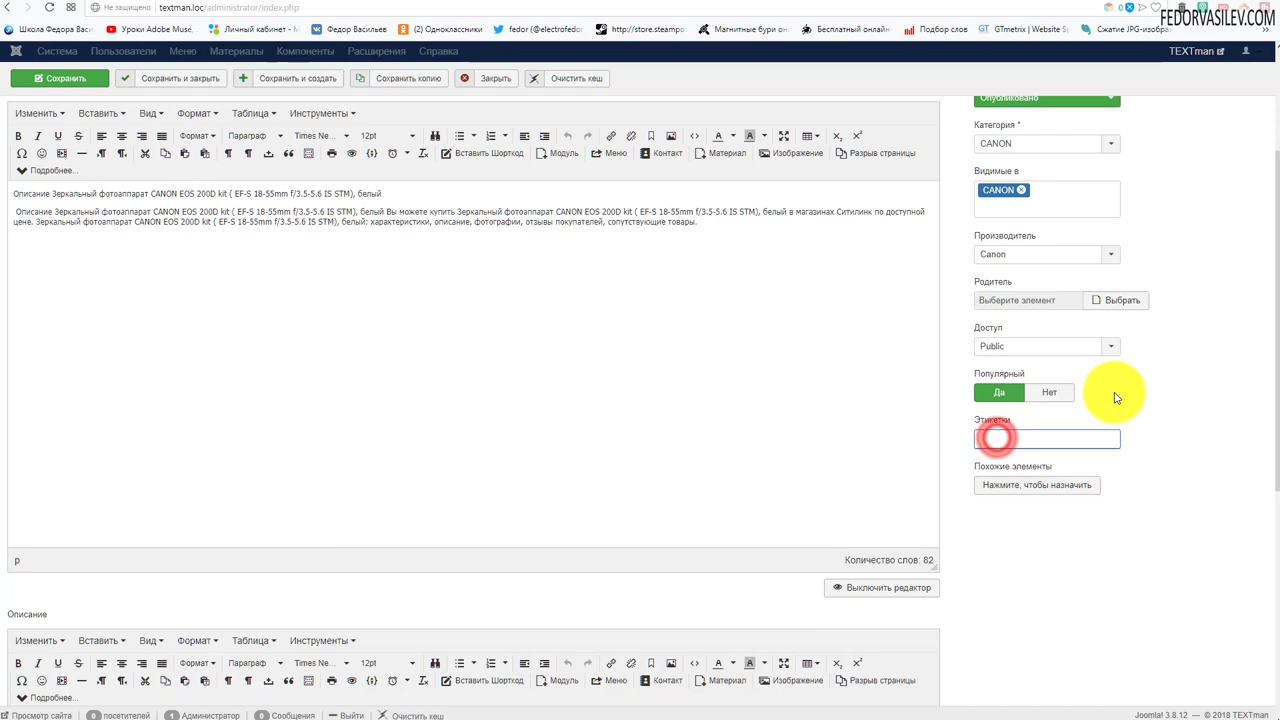 Не защищено textman.loc/administrator/index.php
FEDORVASILEV.COM
Школа Федора Васи
Уроки Adobe Muse,
Личный кабинет - M
Федор Васильев
(2) Одноклассники
fedor (@electrofedor)
http://store.steampo
Магнитные бури он
Бесплатный онлайн
Подбор слов
GTmetrix | Website S
Сжатие JPG-изобра
Система Пользователи Меню Материалы Компоненты Расширения Справка
TEXTman
Сохранить Сохранить и закрыть Сохранить и создать Сохранить копию Закрыть Очистить кеш
Изменить Вставить Вид Формат Таблица Инструменты
Формат Параграф Times Ne... 12pt
Вставить Шорткод Модуль Меню Контакт Материал Изображение Разрыв страницы
Подробнее...
Описание Зеркальный фотоаппарат CANON EOS 200D kit ( EF-S 18-55mm f/3.5-5.6 IS STM), белый
Описание Зеркальный фотоаппарат CANON EOS 200D kit ( EF-S 18-55mm f/3.5-5.6 IS STM), белый Вы можете купить Зеркальный фотоаппарат CANON EOS 200D kit ( EF-S 18-55mm f/3.5-5.6 IS STM), белый в магазинах Ситилинк по доступной
цене. Зеркальный фотоаппарат CANON EOS 200D kit ( EF-S 18-55mm f/3.5-5.6 IS STM), белый: характеристики, описание, фотографии, отзывы покупателей, сопутствующие товары.
p
Количество слов: 82
Выключить редактор
Описание
Изменить Вставить Вид Формат Таблица Инструменты
Формат Параграф Times Ne... 12pt
Вставить Шорткод Модуль Меню Контакт Материал Изображение Разрыв страницы
Подробнее...
Опубликовано
Категория *
CANON
Видимые в
CANON
Производитель
Canon
Родитель
Выберите элемент Выбрать
Доступ
Public
Популярный
Да Нет
Этикетки
Похожие элементы
Нажмите, чтобы назначить
Просмотр сайта 0 посетителей 1 Администратор 0 Сообщения Выйти Очистить кеш
Joomla! 3.8.12 — © 2018 TEXTman